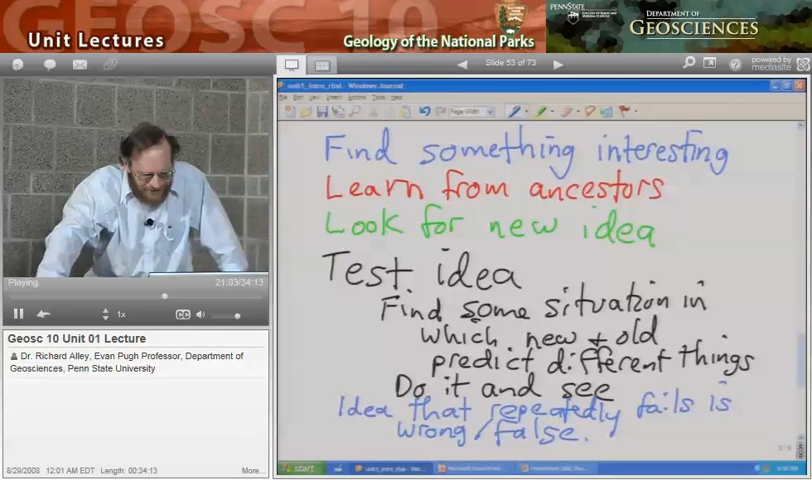 GEOSC 10
Unit Lectures
Geology of the National Parks
PENNSTATE
DEPARTMENT OF
GEOSCIENCES
Slide 53 of 73
powered by
mediasite
unit1_intro_rbal - Windows Journal
Page Width
Find something interesting
Learn from ancestors
Look for new idea
Test idea
Find some situation in
which new + old
predict different things
Do it and see
Idea that repeatedly fails is
wrong/false.
Playing
21:03/34:13
1x
CC
Geosc 10 Unit 01 Lecture
Dr. Richard Alley, Evan Pugh Professor, Department of
Geosciences, Penn State University
8/29/2008 12:01 AM EDT Length: 00:34:13
More...
start